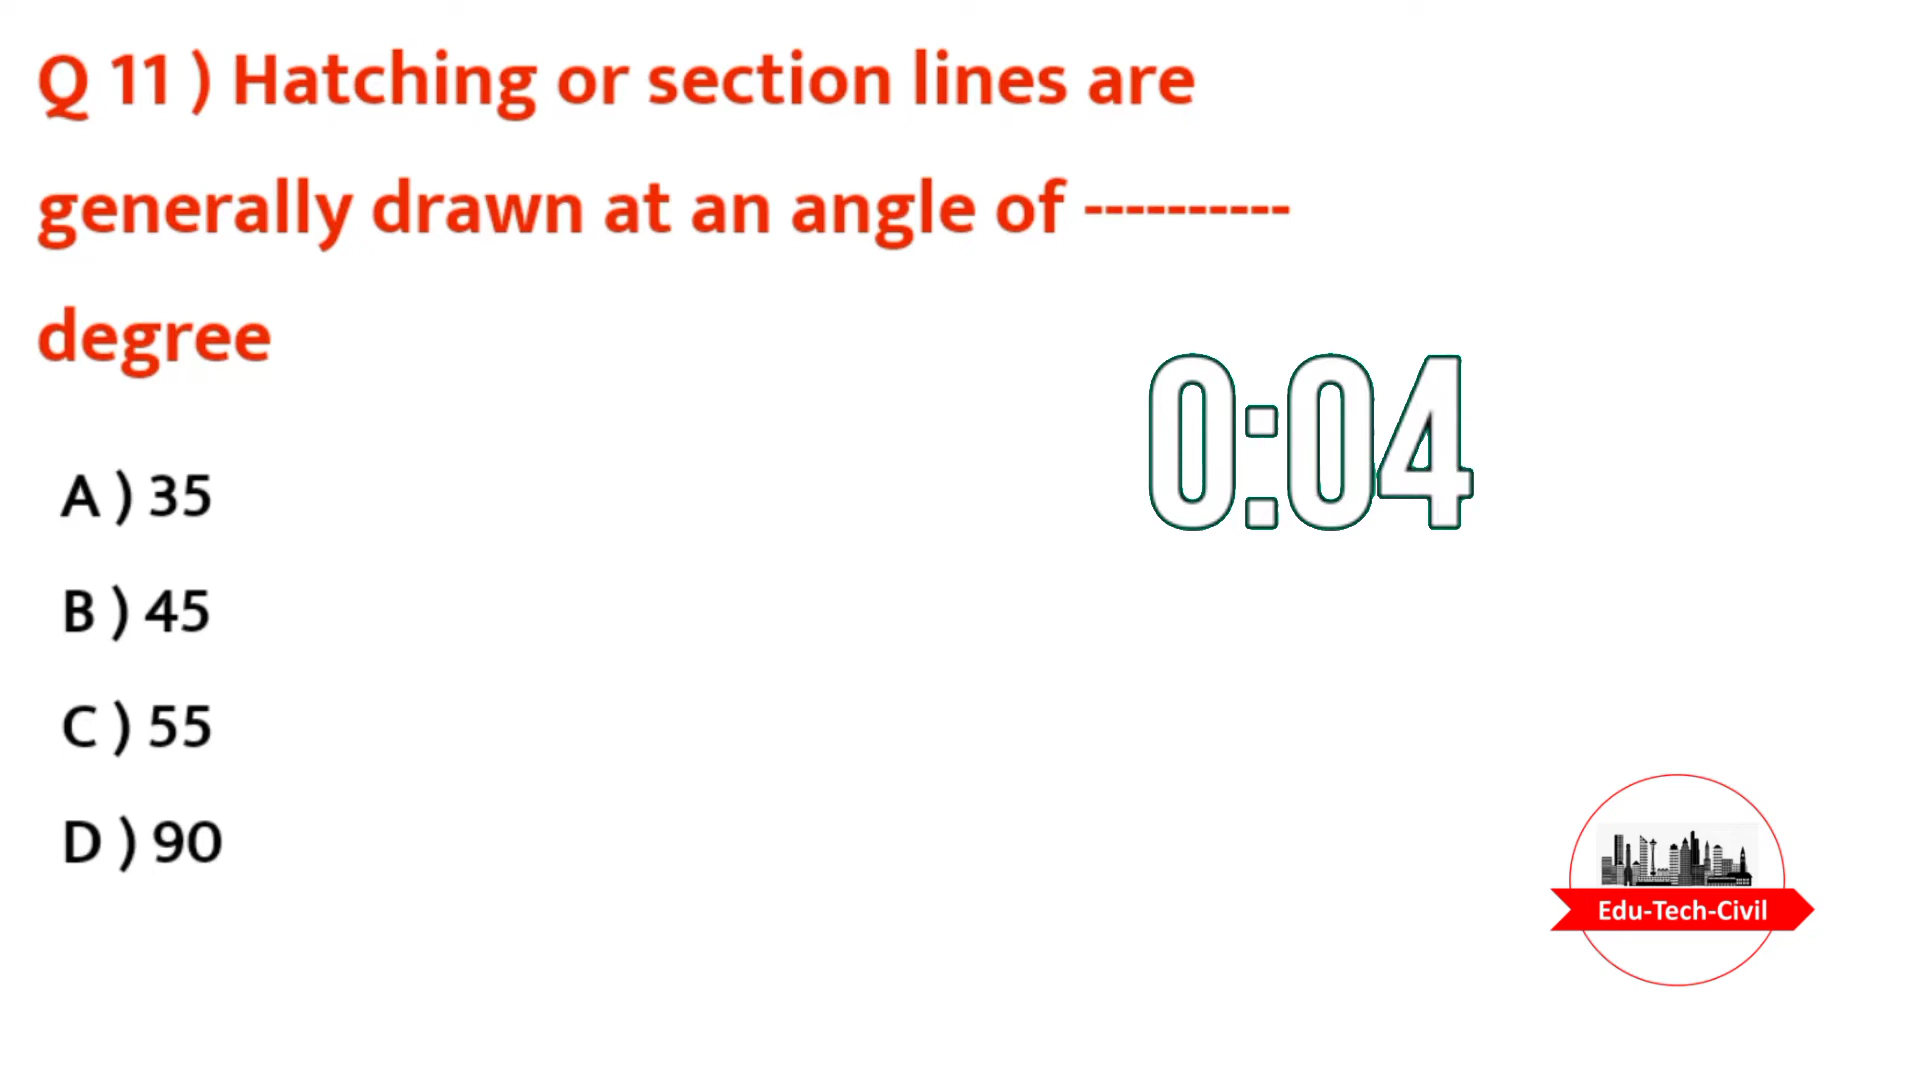 Q 11 ) Hatching or section lines are
generally drawn at an angle of ----------
degree
0:04
A ) 35
B ) 45
C ) 55
D ) 90
Edu-Tech-Civil